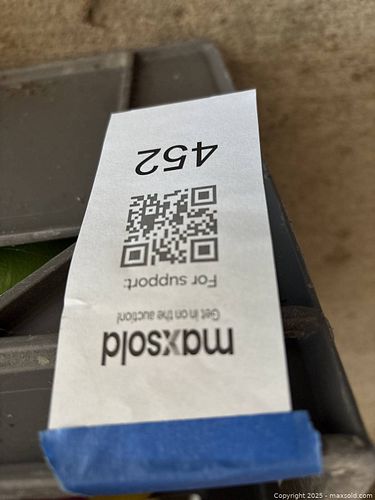 maxsold
Get in on the auction!
For support:
452
Copyright © 2025 - maxsold.com